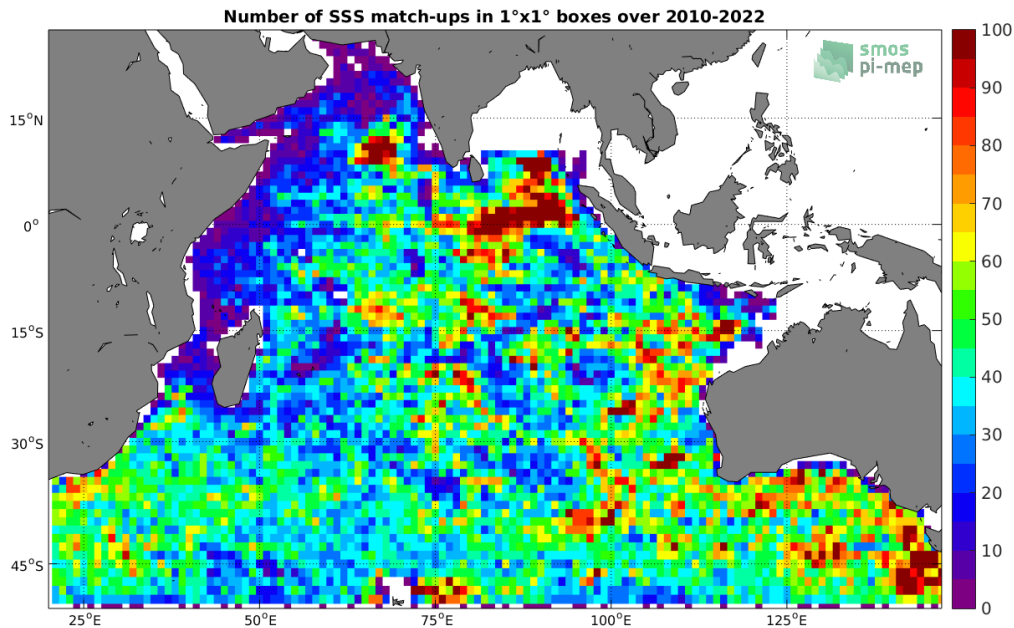 Number of SSS match-ups in 1°x1° boxes over 2010-2022
smos
pi-mep
100
90
80
70
60
50
40
30
20
10
0
15°N
0°
15°S
30°S
45°S
25°E
50°E
75°E
100°E
125°E